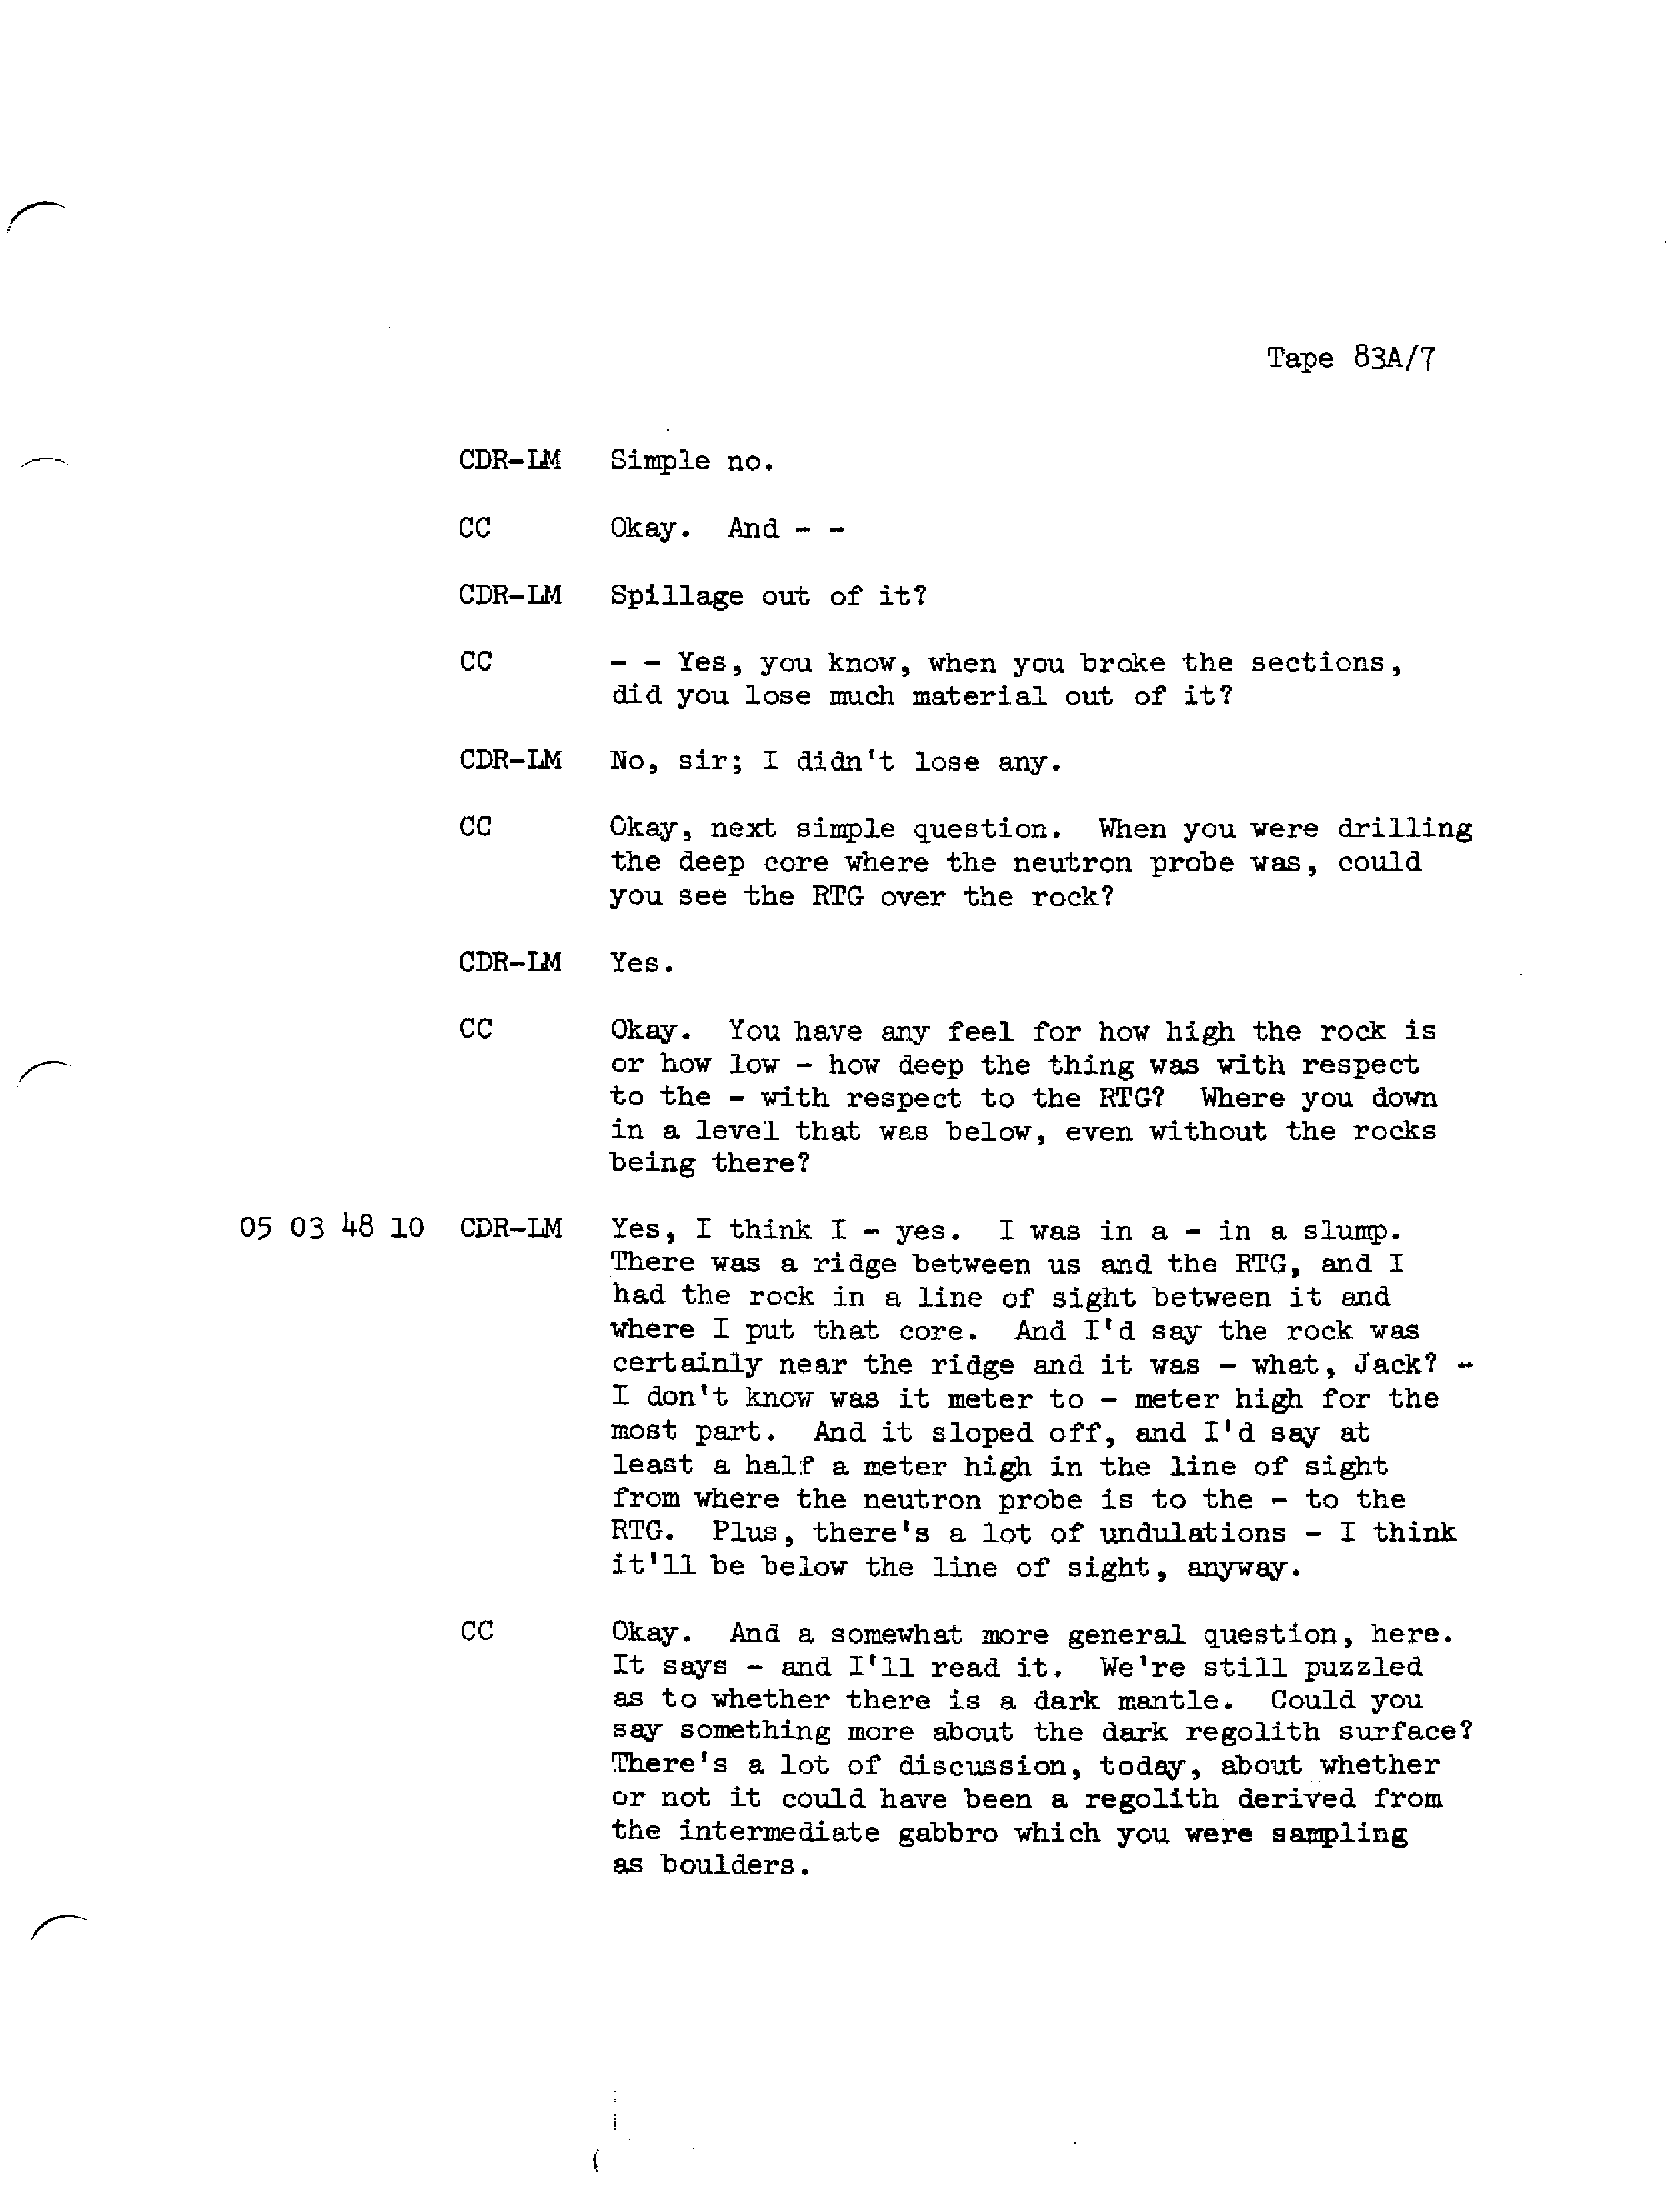 Tape 83A/7
CDR-LM Simple no.
CC Okay. And - -
CDR-LM Spillage out of it?
CC - - Yes, you know, when you broke the sections,
did you lose much material out of it?
CDR-LM No, sir; I didn't lose any.
CC Okay, next simple question. When you were drilling
the deep core where the neutron probe was, could
you see the RTG over the rock?
CDR-LM Yes.
CC Okay. You have any feel for how high the rock is
or how low - how deep the thing was with respect
to the - with respect to the RTG? Where you down
in a level that was below, even without the rocks
being there?
05 03 48 10 CDR-LM Yes, I think I - yes. I was in a - in a slump.
There was a ridge between us and the RTG, and I
had the rock in a line of sight between it and
where I put that core. And I'd say the rock was
certainly near the ridge and it was - what, Jack? -
I don't know was it meter to - meter high for the
most part. And it sloped off, and I'd say at
least a half a meter high in the line of sight
from where the neutron probe is to the - to the
RTG. Plus, there's a lot of undulations - I think
it'll be below the line of sight, anyway.
CC Okay. And a somewhat more general question, here.
It says - and I'll read it. We're still puzzled
as to whether there is a dark mantle. Could you
say something more about the dark regolith surface?
There's a lot of discussion, today, about whether
or not it could have been a regolith derived from
the intermediate gabbro which you were sampling
as boulders.